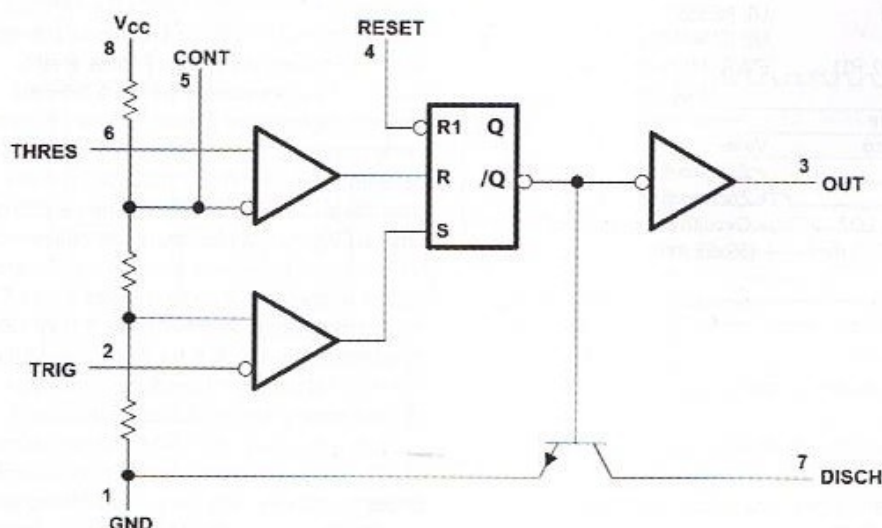 VCC
8
CONT
5
RESET
4
6
THRES
R1 Q
R /Q
S
3
OUT
2
TRIG
7
DISCH
1
GND